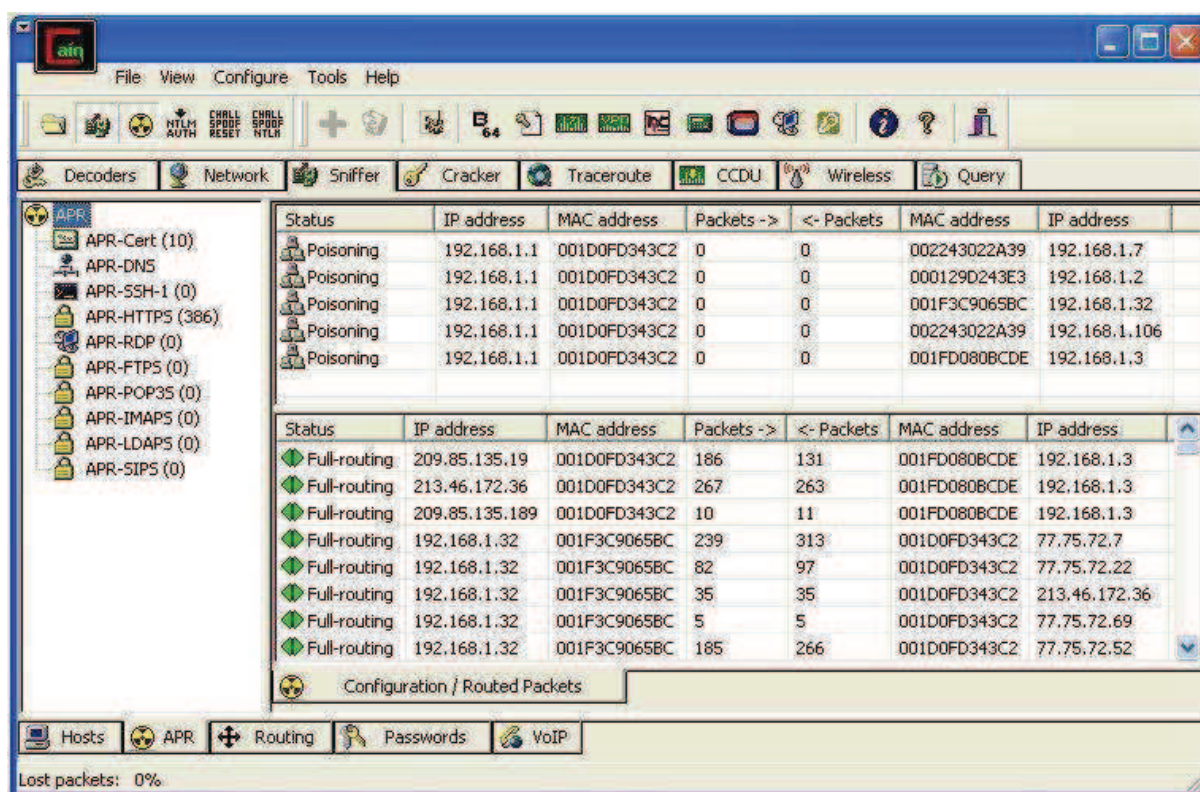 Cain
File View Configure Tools Help
NTLM AUTH CHALL SPOOF RESET CHALL SPOOF NTLM B64
Decoders Network Sniffer Cracker Traceroute CCDU Wireless Query
APR
APR-Cert (10)
APR-DNS
APR-SSH-1 (0)
APR-HTTPS (386)
APR-RDP (0)
APR-FTPS (0)
APR-POP3S (0)
APR-IMAPS (0)
APR-LDAPS (0)
APR-SIPS (0)
Status IP address MAC address Packets -> <- Packets MAC address IP address
Poisoning 192.168.1.1 001D0FD343C2 0 0 002243022A39 192.168.1.7
Poisoning 192.168.1.1 001D0FD343C2 0 0 000129D243E3 192.168.1.2
Poisoning 192.168.1.1 001D0FD343C2 0 0 001F3C9065BC 192.168.1.32
Poisoning 192.168.1.1 001D0FD343C2 0 0 002243022A39 192.168.1.106
Poisoning 192.168.1.1 001D0FD343C2 0 0 001FD080BCDE 192.168.1.3
Status IP address MAC address Packets -> <- Packets MAC address IP address
Full-routing 209.85.135.19 001D0FD343C2 186 131 001FD080BCDE 192.168.1.3
Full-routing 213.46.172.36 001D0FD343C2 267 263 001FD080BCDE 192.168.1.3
Full-routing 209.85.135.189 001D0FD343C2 10 11 001FD080BCDE 192.168.1.3
Full-routing 192.168.1.32 001F3C9065BC 239 313 001D0FD343C2 77.75.72.7
Full-routing 192.168.1.32 001F3C9065BC 82 97 001D0FD343C2 77.75.72.22
Full-routing 192.168.1.32 001F3C9065BC 35 35 001D0FD343C2 213.46.172.36
Full-routing 192.168.1.32 001F3C9065BC 5 5 001D0FD343C2 77.75.72.69
Full-routing 192.168.1.32 001F3C9065BC 185 266 001D0FD343C2 77.75.72.52
Configuration / Routed Packets
Hosts APR Routing Passwords VoIP
Lost packets: 0%